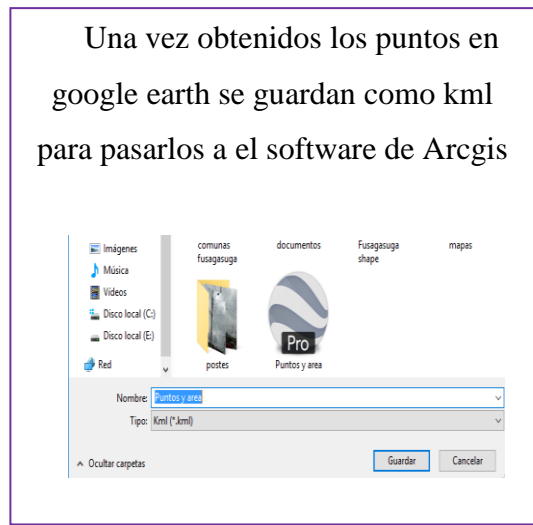 Una vez obtenidos los puntos en
google earth se guardan como kml
para pasarlos a el software de Arcgis
Imágenes
Música
Vídeos
Disco local (C:)
Disco local (E:)
Red
comunas
fusagasuga
documentos
Fusagasuga
shape
mapas
Pro
postes
Puntos y area
Nombre: Puntos y area
Tipo: Kml (*.kml)
Ocultar carpetas
Guardar
Cancelar